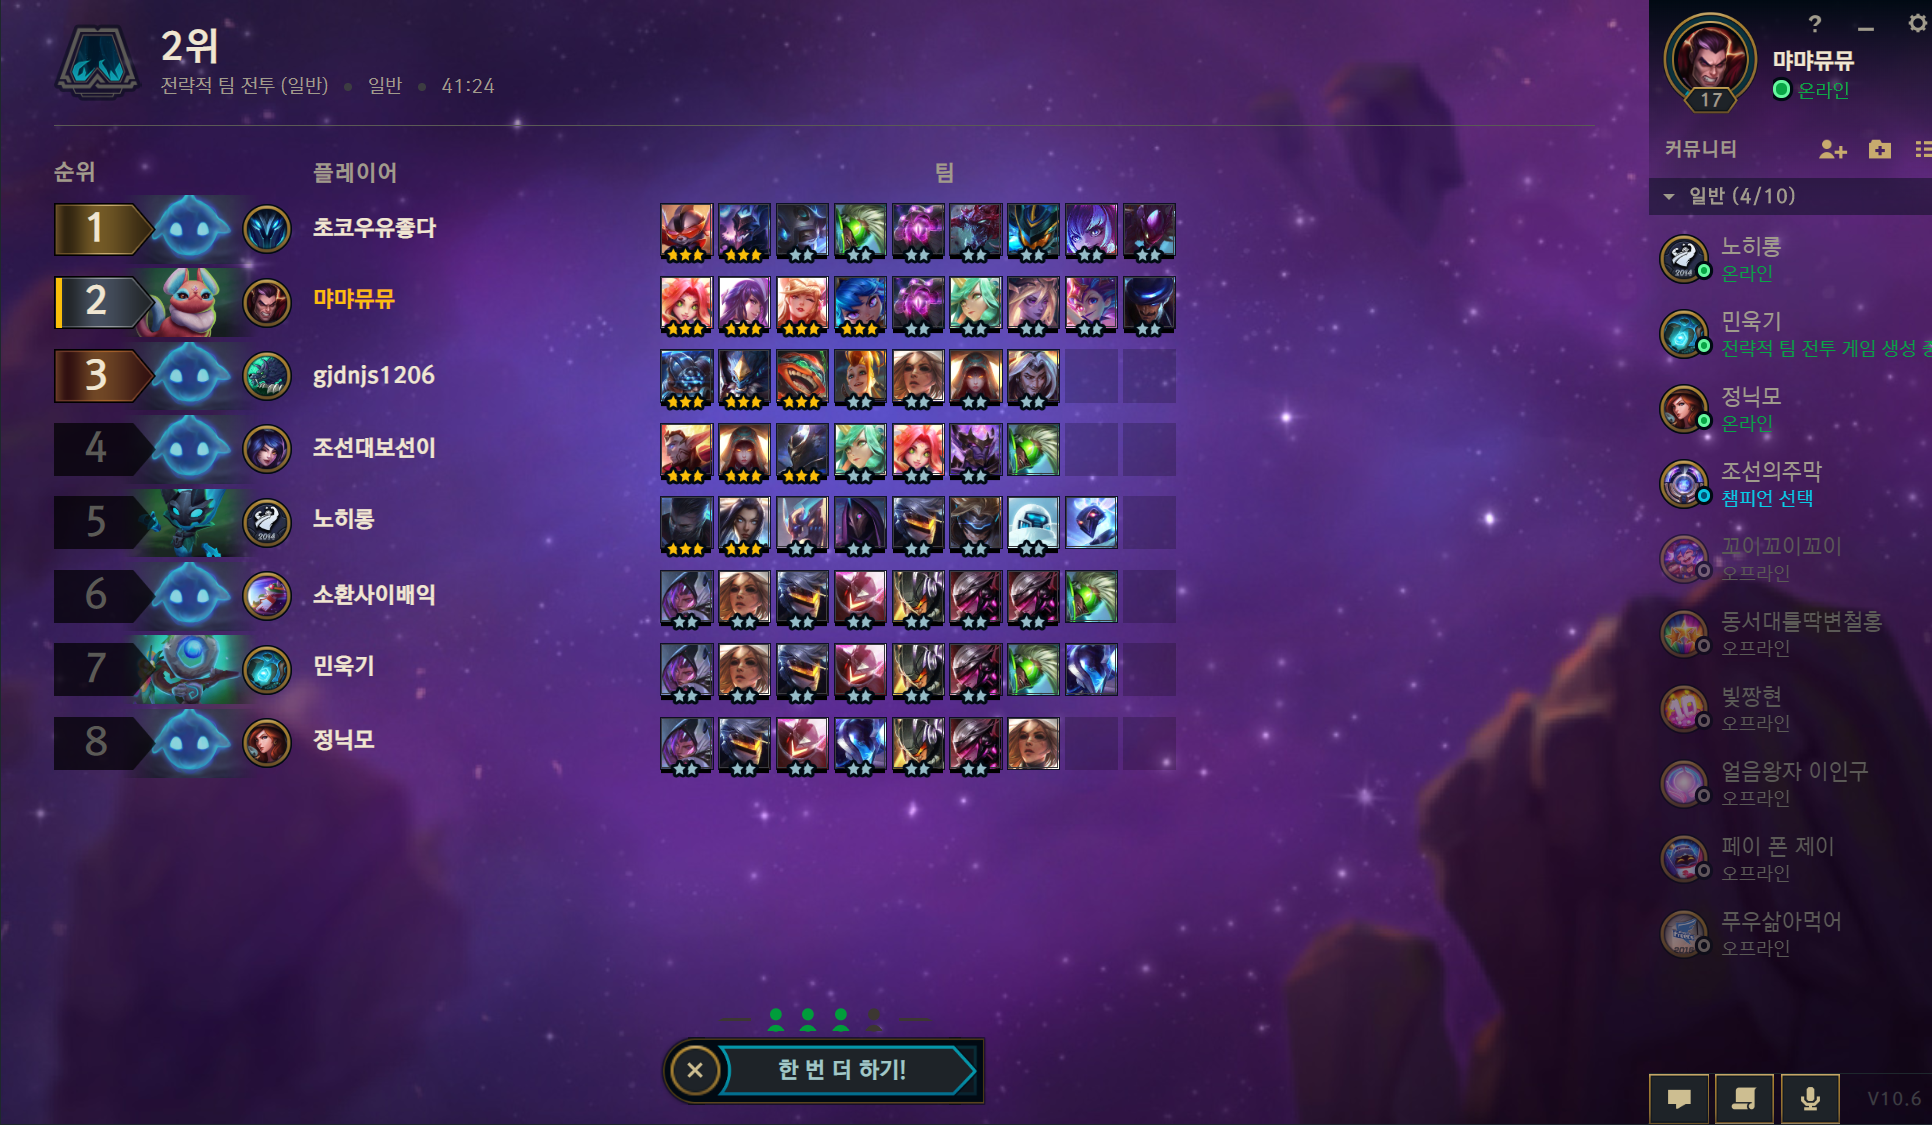 2위
전략적 팀 전투 (일반) • 일반 • 41:24
순위 플레이어 팀
1 초코우유좋다
2 먀먀뮤뮤
3 gjdnjs1206
4 조선대보선이
5 2014 노히롱
6 소환사이배익
7 민욱기
8 정닉모
한 번 더 하기!
?
먀먀뮤뮤
온라인
17
커뮤니티
일반 (4/10)
노히롱
2014 온라인
민욱기
전략적 팀 전투 게임 생성 중
정닉모
온라인
조선의주막
챔피언 선택
꼬이꼬이꼬이
오프라인
동서대틀딱변철홍
오프라인
빛짱현
오프라인
얼음왕자 이인구
오프라인
페이 폰 제이
오프라인
푸우삶아먹어
오프라인
V10.6